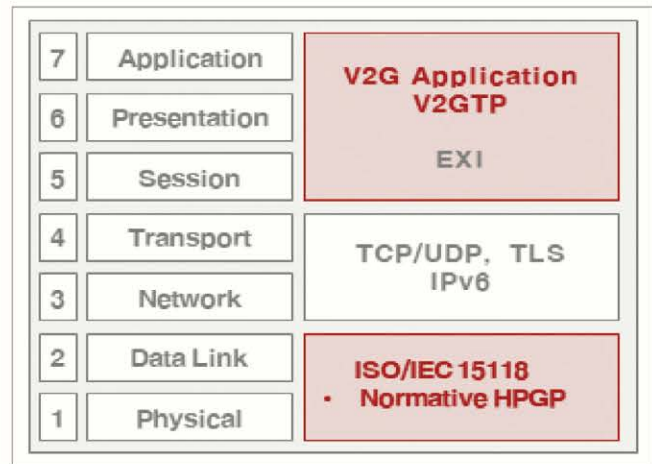 7 Application
6 Presentation
5 Session
4 Transport
3 Network
2 Data Link
1 Physical
V2G Application
V2GTP
EXI
TCP/UDP, TLS
IPv6
ISO/IEC 15118
• Normative HPGP